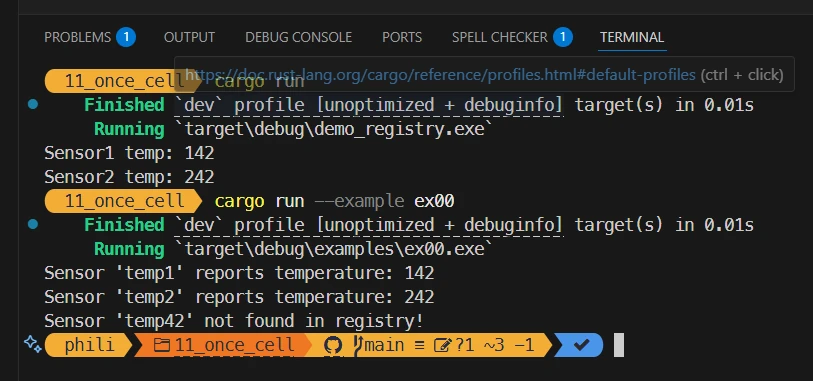 PROBLEMS 1 OUTPUT DEBUG CONSOLE PORTS SPELL CHECKER 1 TERMINAL
https://doc.rust-lang.org/cargo/reference/profiles.html#default-profiles (ctrl + click)
11_once_cell cargo run
Finished `dev` profile [unoptimized + debuginfo] target(s) in 0.01s
Running `target\debug\demo_registry.exe`
Sensor1 temp: 142
Sensor2 temp: 242
11_once_cell cargo run --example ex00
Finished `dev` profile [unoptimized + debuginfo] target(s) in 0.01s
Running `target\debug\examples\ex00.exe`
Sensor 'temp1' reports temperature: 142
Sensor 'temp2' reports temperature: 242
Sensor 'temp42' not found in registry!
phili 11_once_cell main ≡ ?1 ~3 -1 ✓